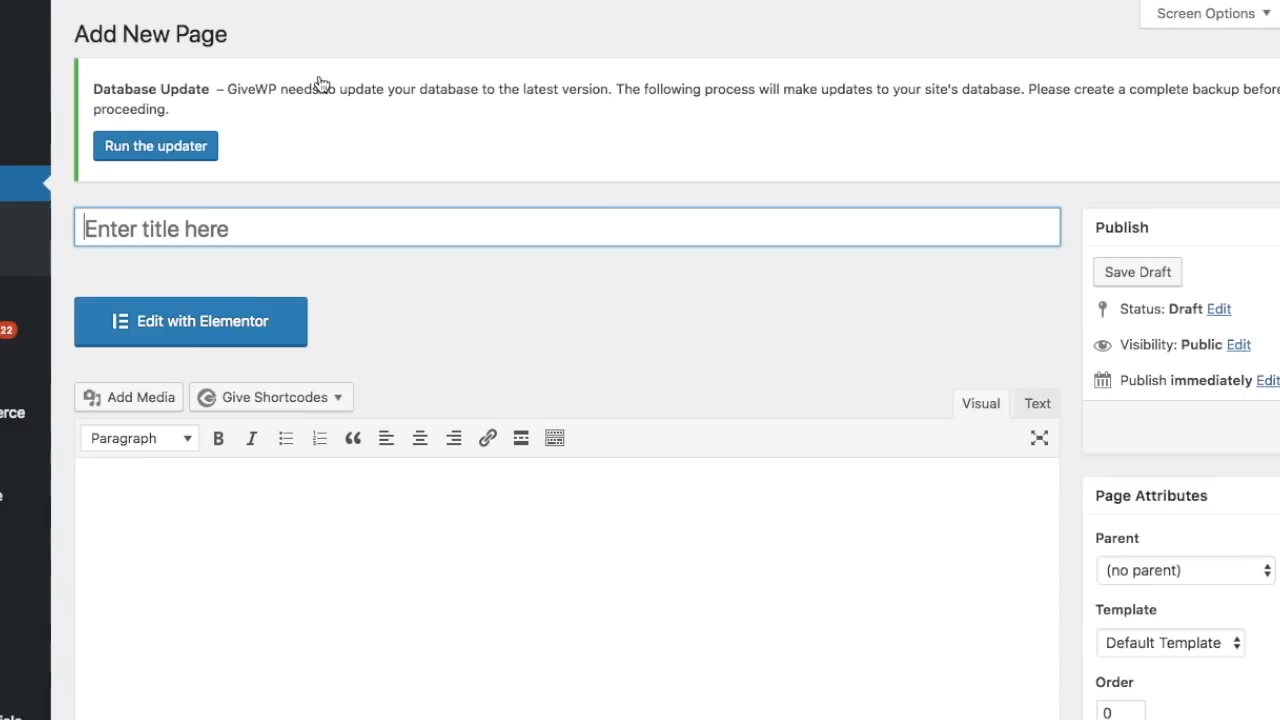 Screen Options
Add New Page
Database Update – GiveWP needs to update your database to the latest version. The following process will make updates to your site's database. Please create a complete backup before
proceeding.
Run the updater
Enter title here
Publish
Save Draft
Status: Draft Edit
Edit with Elementor
22
Visibility: Public Edit
Publish immediately Edit
Add Media
Give Shortcodes
Visual
Text
erce
Paragraph
B
I
Page Attributes
e
Parent
(no parent)
Template
Default Template
Order
0